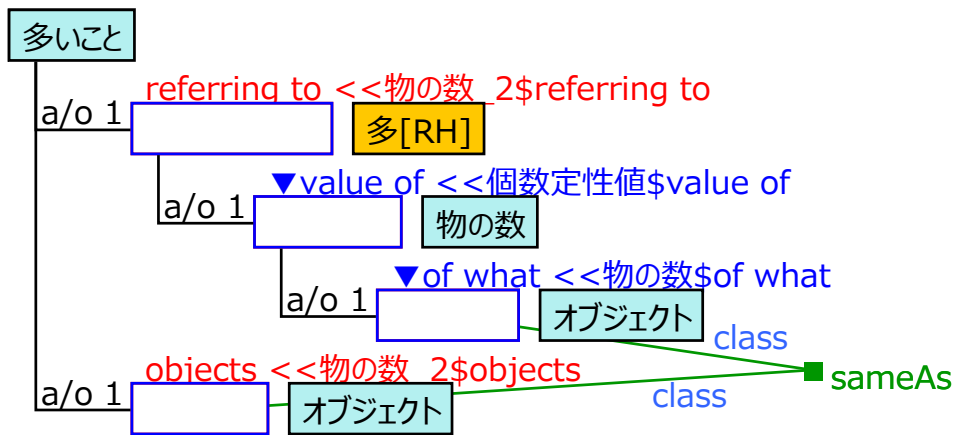 多いこと
referring to <<物の数_2$referring to
a/o 1
多[RH]
▼value of <<個数定性値$value of
a/o 1
物の数
▼of what <<物の数$of what
a/o 1
オブジェクト
class
sameAs
objects <<物の数_2$objects
a/o 1
オブジェクト
class